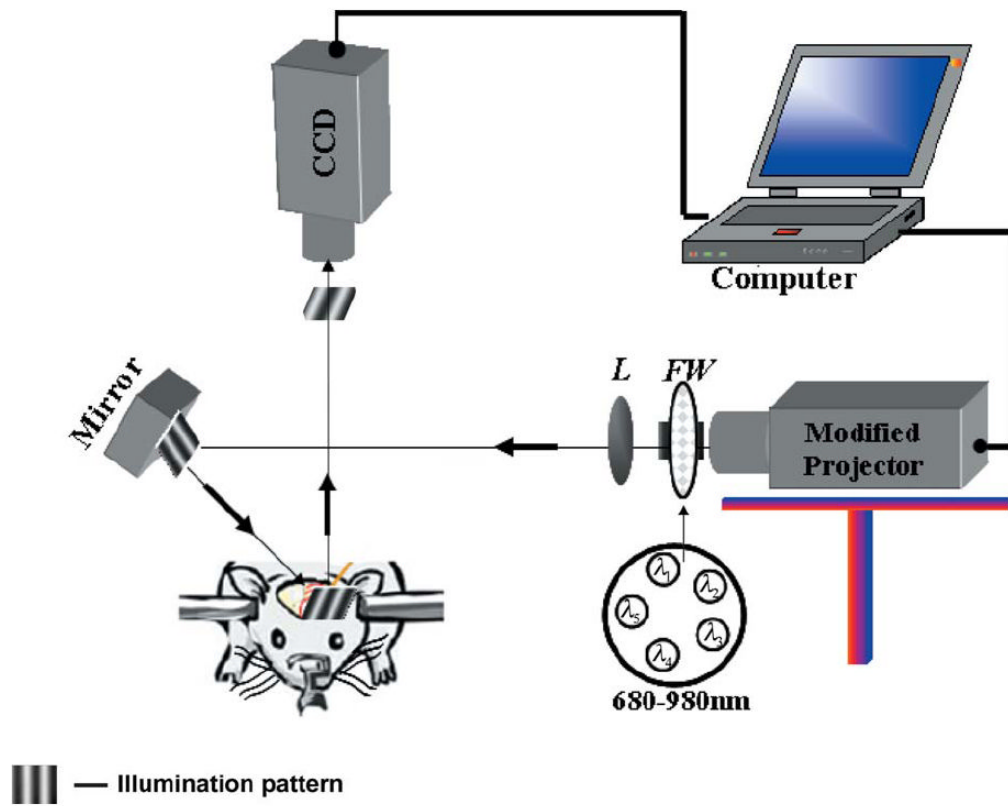 CCD
Computer
Mirror
L
FW
Modified
Projector
λ1
λ2
λ3
λ4
λ5
680-980nm
— Illumination pattern